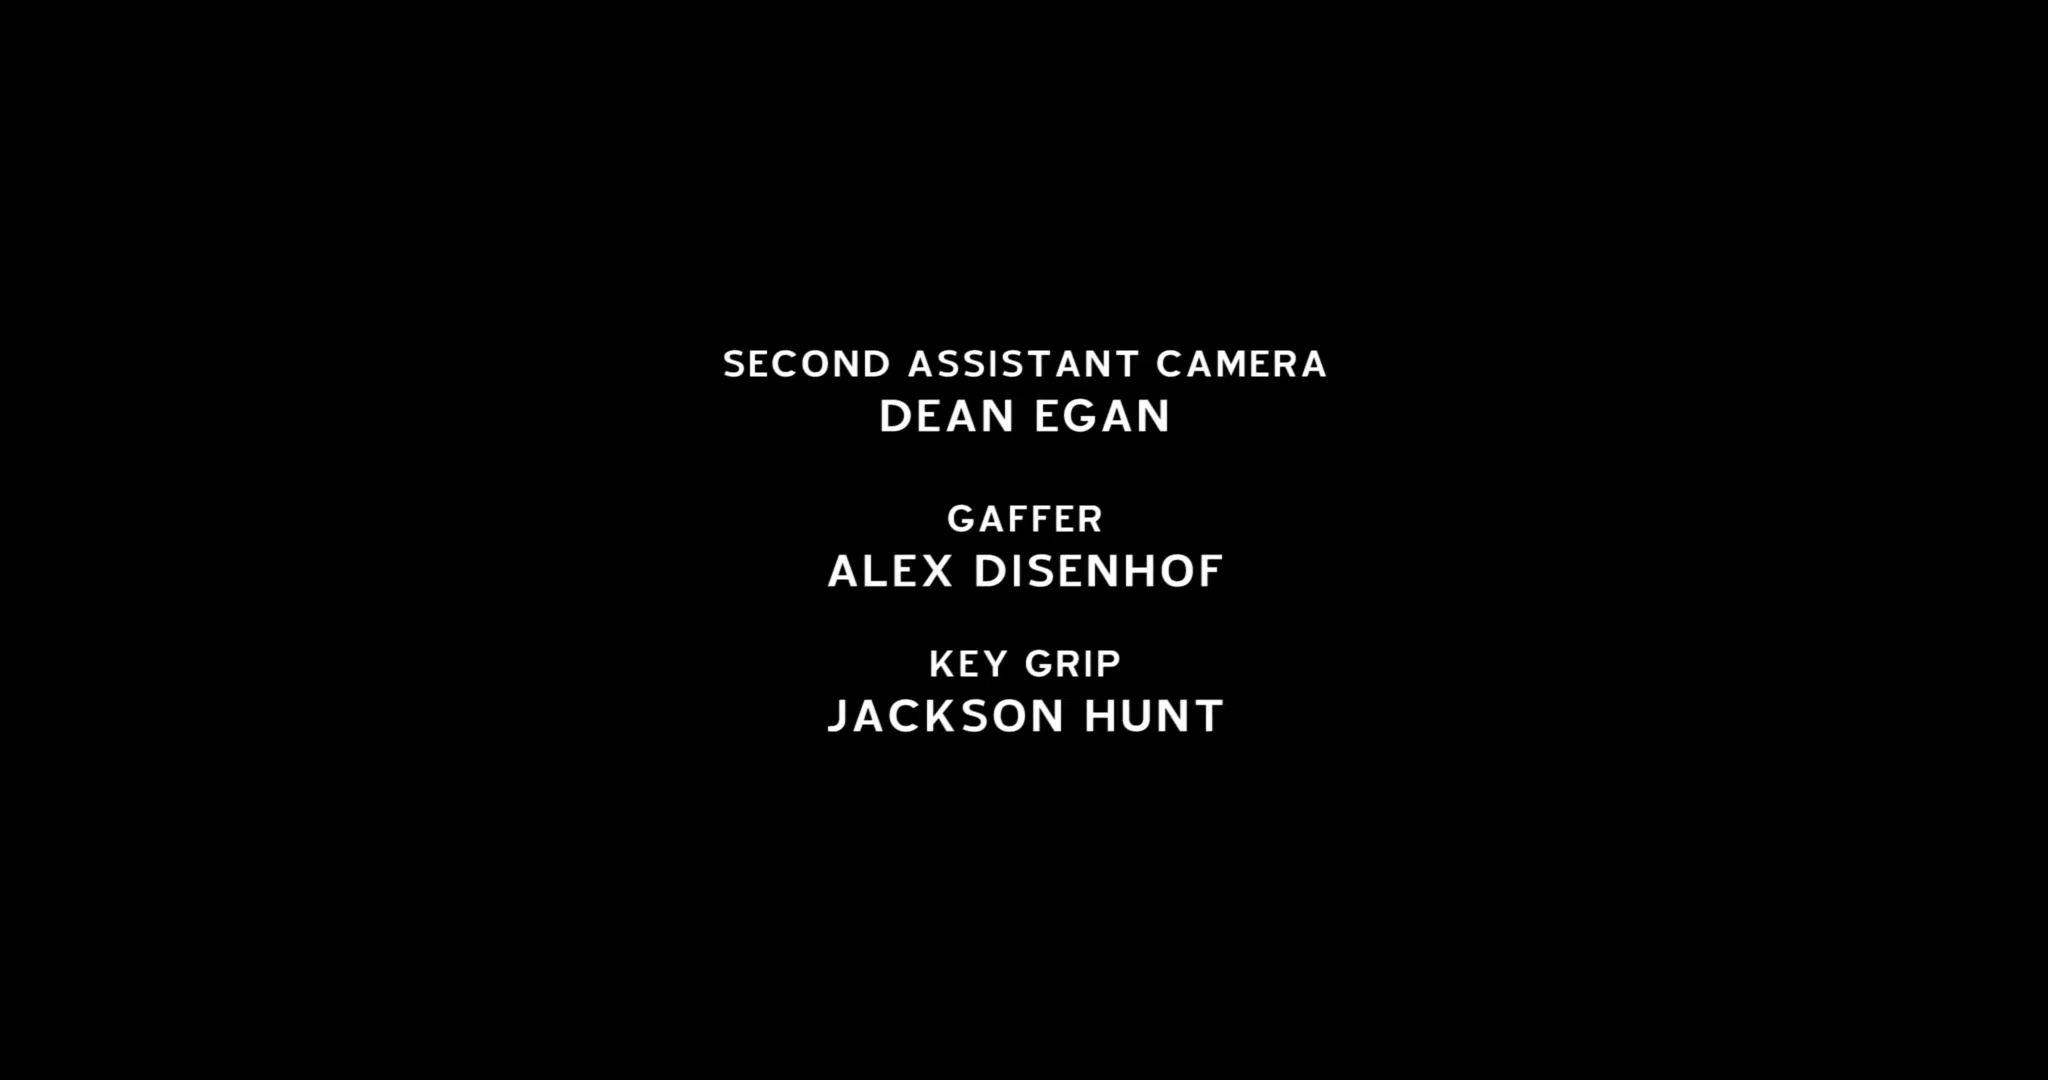 SECOND ASSISTANT CAMERA
DEAN EGAN
GAFFER
ALEX DISENHOF
KEY GRIP
JACKSON HUNT